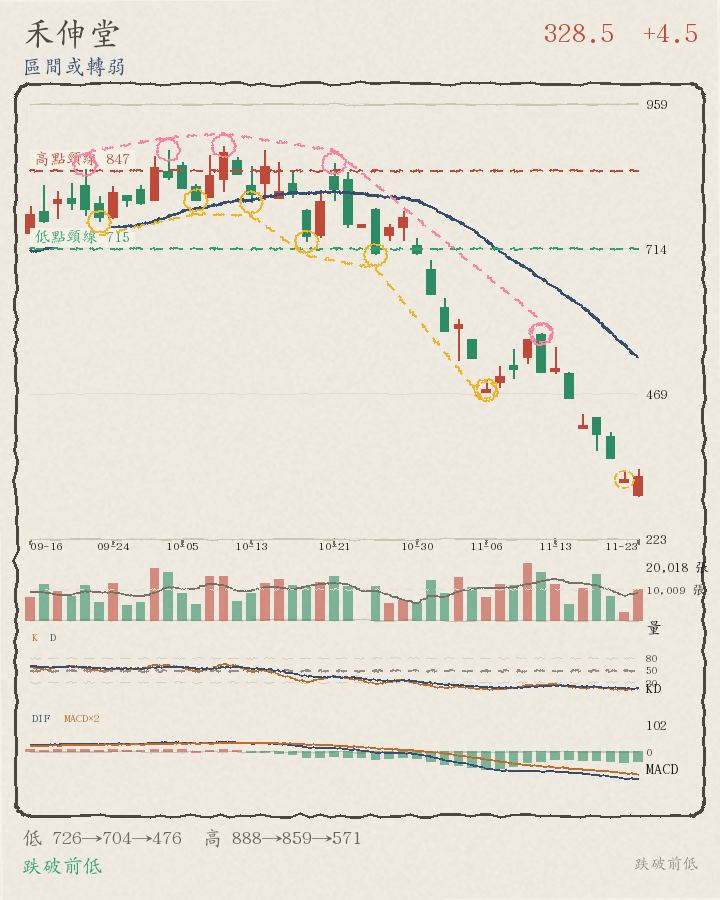 禾伸堂 328.5 +4.5
區間或轉弱
959
高點頸線 847
低點頸線 715
714
469
223
09-16 09-24 10-05 10-13 10-21 10-30 11-06 11-13 11-23
20,018 張
10,009 張
量
K D
80
50
20
KD
DIF MACD×2
102
0
MACD
低 726→704→476 高 888→859→571
跌破前低 跌破前低